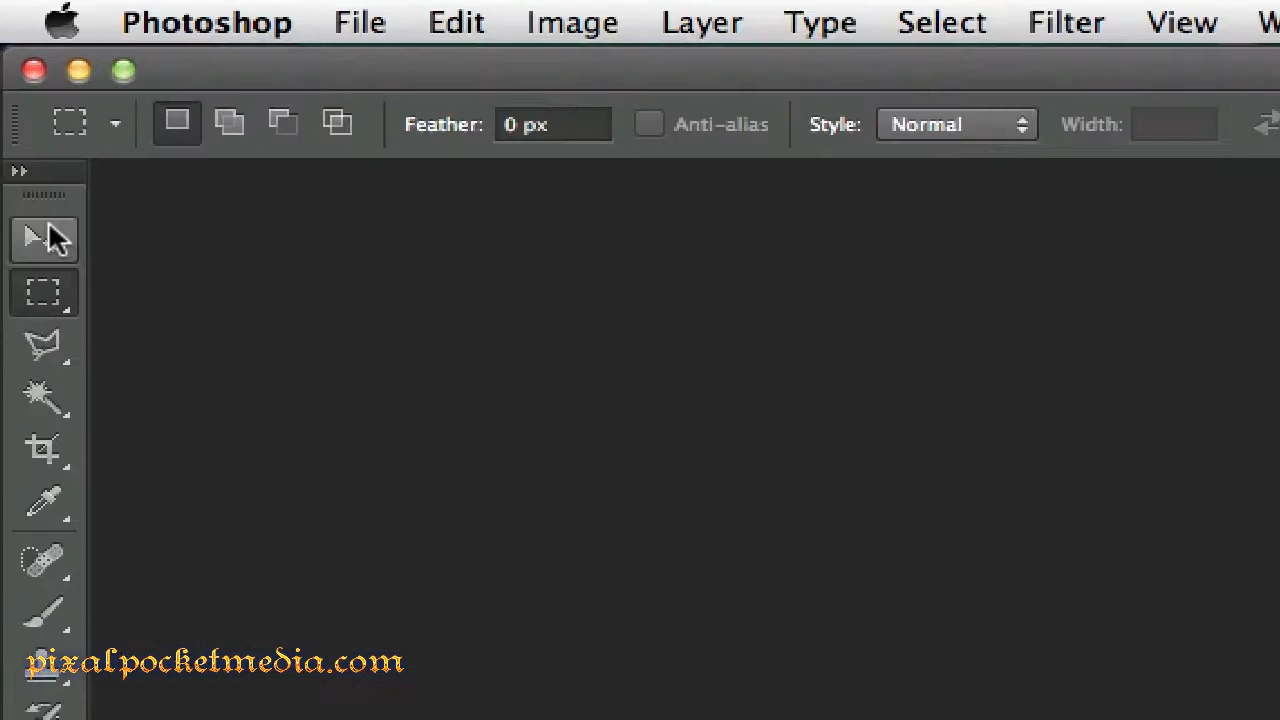 Photoshop File Edit Image Layer Type Select Filter View
Feather: 0 px Anti-alias Style: Normal Width:
pixalpocketmedia.com